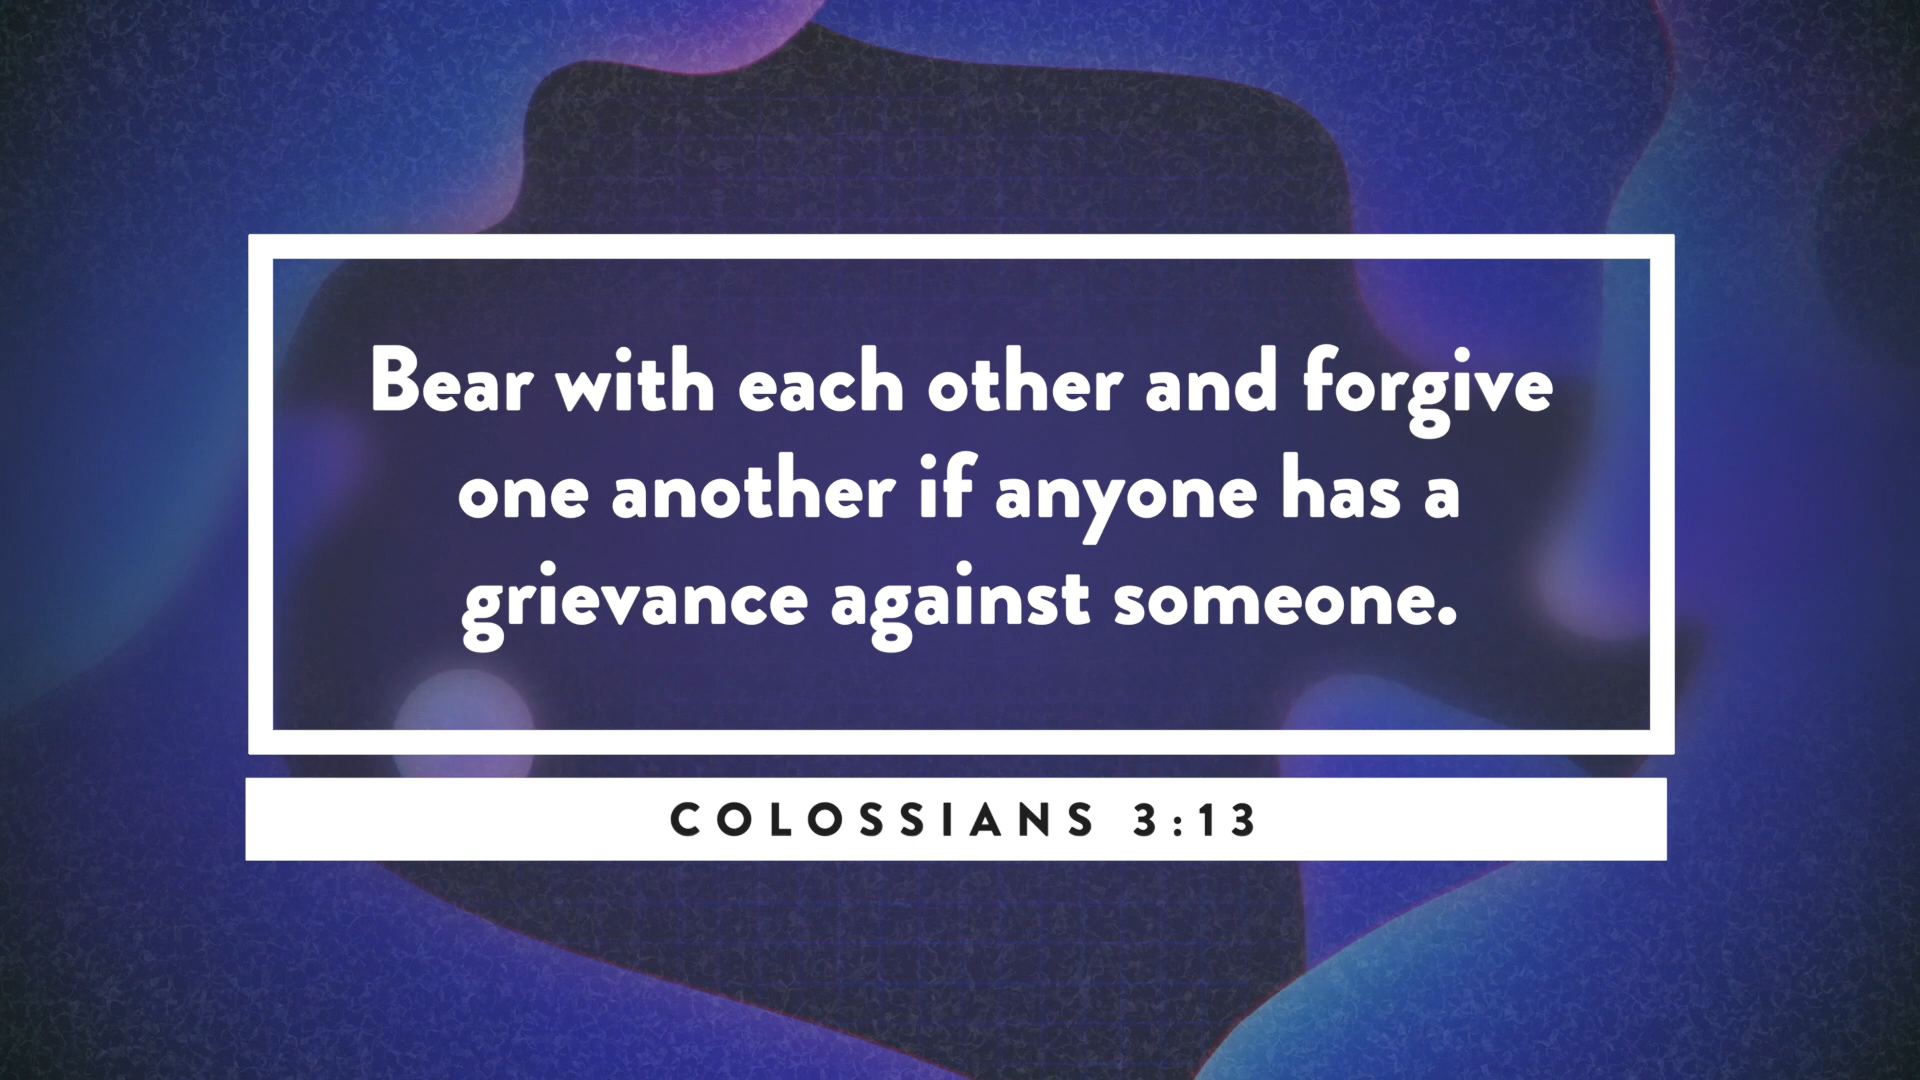 Bear with each other and forgive
one another if anyone has a
grievance against someone.
COLOSSIANS 3:13